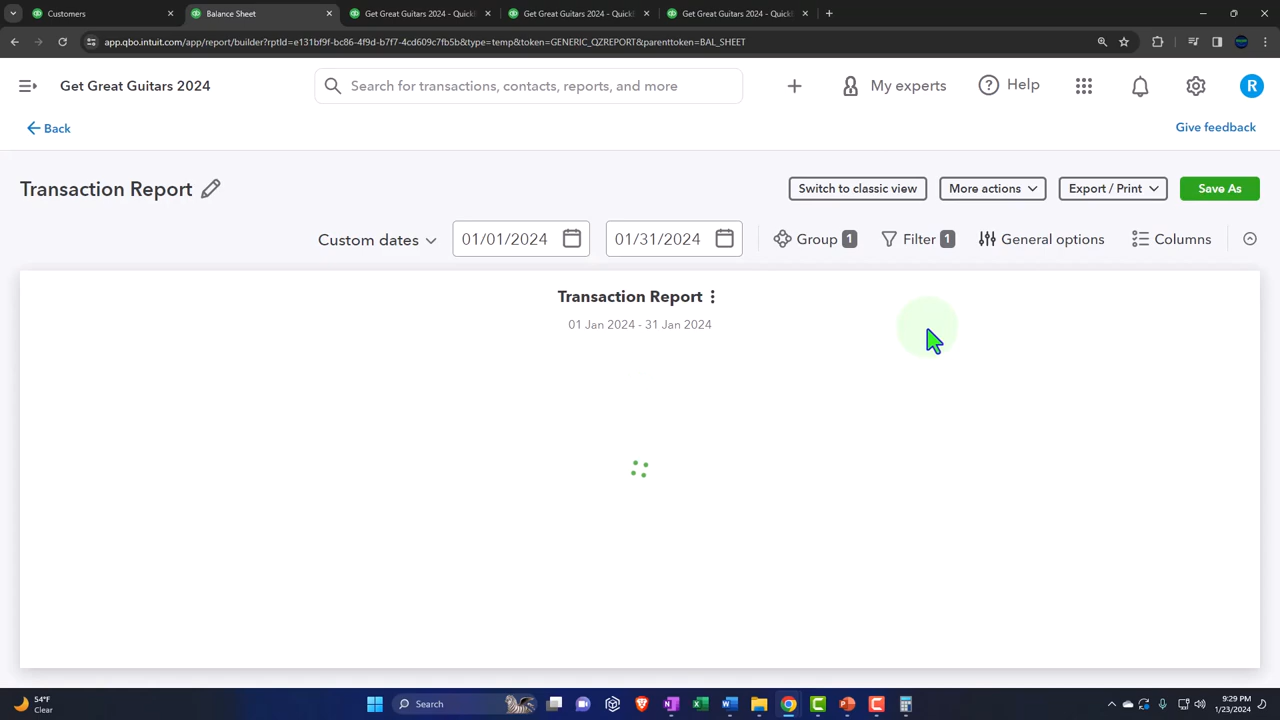 Customers
Balance Sheet
Get Great Guitars 2024 - Quick
Get Great Guitars 2024 - Quick
Get Great Guitars 2024 - Quick
app.qbo.intuit.com/app/report/builder?rptId=e131bf9f-bc86-4f9d-b7f7-4cd609c7fb5b&type=temp&token=GENERIC_QZREPORT&parenttoken=BAL_SHEET
Get Great Guitars 2024
Search for transactions, contacts, reports, and more
My experts
Help
R
Back
Give feedback
Transaction Report
Switch to classic view
More actions
Export / Print
Save As
Custom dates
01/01/2024
01/31/2024
Group 1
Filter 1
General options
Columns
Transaction Report
01 Jan 2024 - 31 Jan 2024
54°F
Clear
Search
9:29 PM
1/23/2024